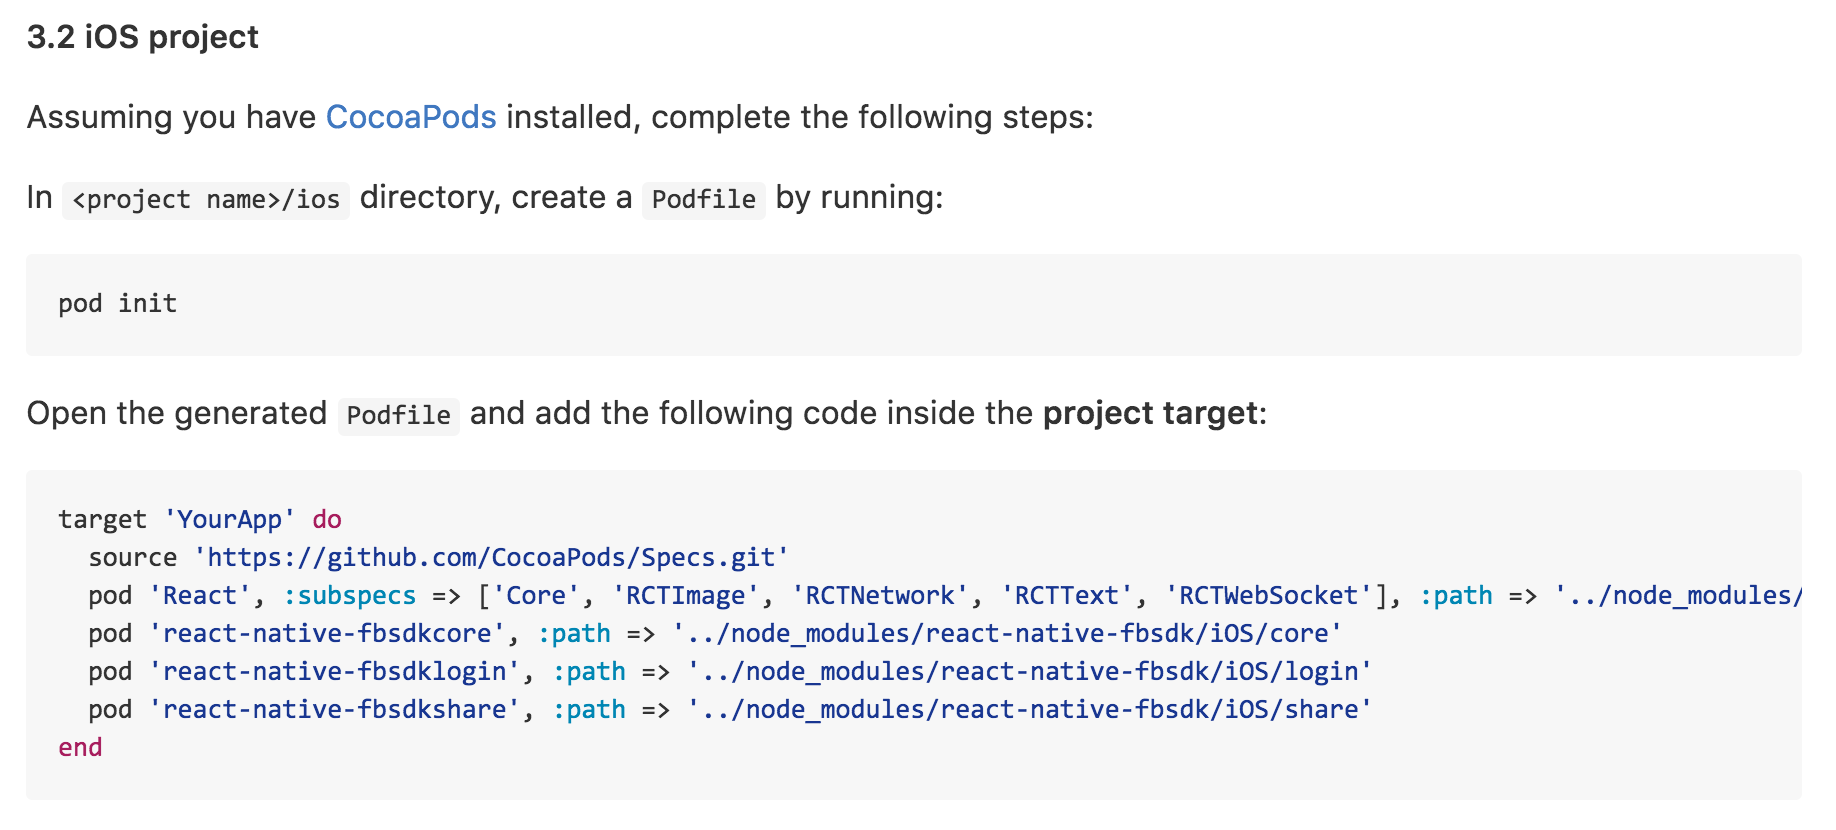 3.2 iOS project
Assuming you have CocoaPods installed, complete the following steps:
In <project name>/ios directory, create a Podfile by running:
pod init
Open the generated Podfile and add the following code inside the project target:
target 'YourApp' do
  source 'https://github.com/CocoaPods/Specs.git'
  pod 'React', :subspecs => ['Core', 'RCTImage', 'RCTNetwork', 'RCTText', 'RCTWebSocket'], :path => '../node_modules/
  pod 'react-native-fbsdkcore', :path => '../node_modules/react-native-fbsdk/iOS/core'
  pod 'react-native-fbsdklogin', :path => '../node_modules/react-native-fbsdk/iOS/login'
  pod 'react-native-fbsdkshare', :path => '../node_modules/react-native-fbsdk/iOS/share'
end